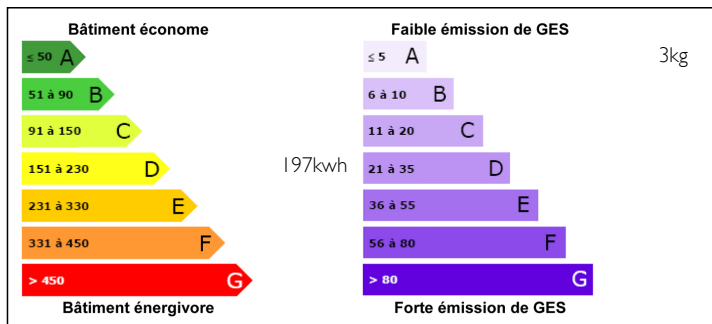 Bâtiment économe
≤ 50 A
51 à 90 B
91 à 150 C
151 à 230 D
197kwh
231 à 330 E
331 à 450 F
> 450 G
Bâtiment énergivore
Faible émission de GES
≤ 5 A
3kg
6 à 10 B
11 à 20 C
21 à 35 D
36 à 55 E
56 à 80 F
> 80 G
Forte émission de GES